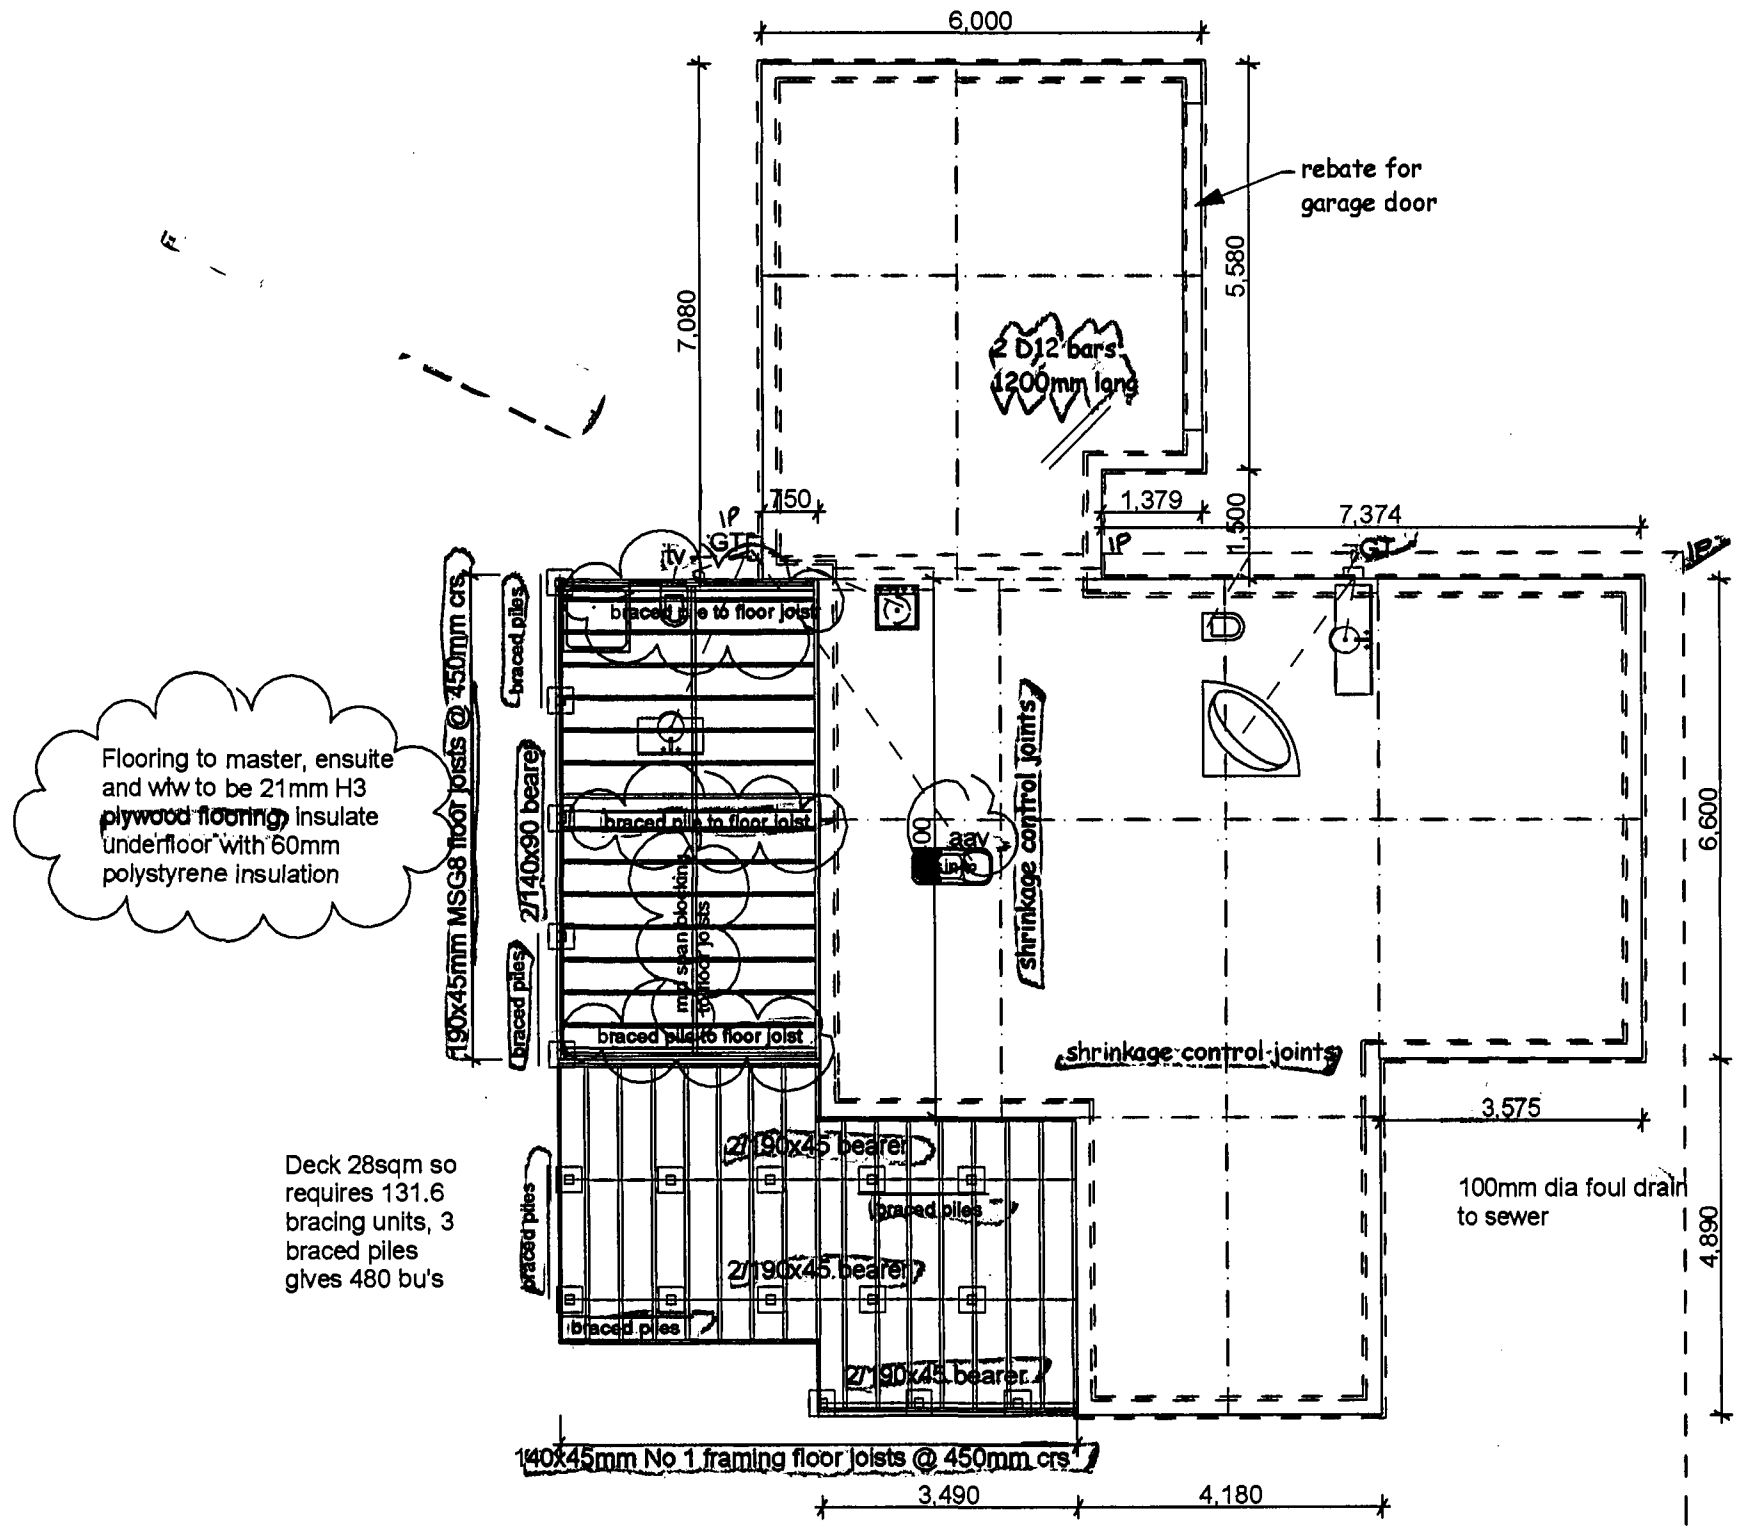 6,000
rebate for
garage door
5,580
7,080
2 D12 bars
1200mm long
750
1,379
1,500
7,374
IP
GTF
tv
IP
GT
IP
braced pile to floor joist
braced piles
190x45mm MSG8 floor joists @ 450mm crs
2/140x90 bearer
Flooring to master, ensuite
and wiw to be 21mm H3
plywood flooring, insulate
underfloor with 60mm
polystyrene insulation
braced pile to floor joist
aav
shrinkage control joints
6,600
mid span blocking
to floor joists
braced piles
braced pile to floor joist
shrinkage control joints
3,575
2/190x45 bearer
Deck 28sqm so
requires 131.6
bracing units, 3
braced piles
gives 480 bu's
braced piles
braced piles
100mm dia foul drain
to sewer
4,890
2/190x45 bearer
braced piles
2/190x45 bearer
140x45mm No 1 framing floor joists @ 450mm crs
3,490
4,180